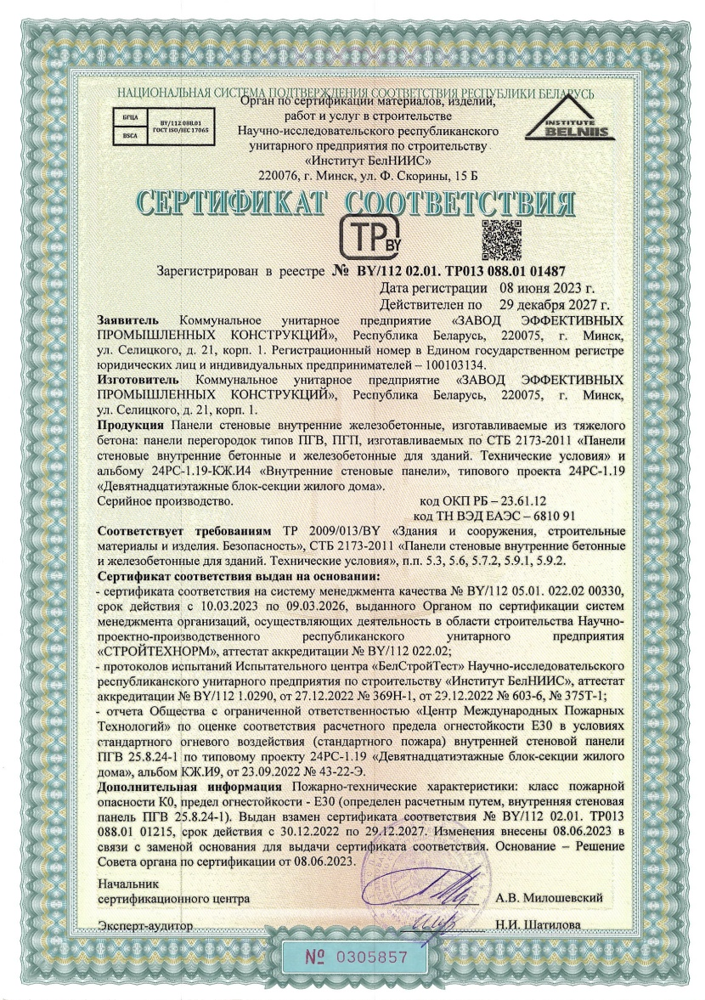 НАЦИОНАЛЬНАЯ СИСТЕМА ПОДТВЕРЖДЕНИЯ СООТВЕТСТВИЯ РЕСПУБЛИКИ БЕЛАРУСЬ
БГЦА
BSCA
BY/112 088.01
ГОСТ ISO/IEC 17065
Орган по сертификации материалов, изделий,
работ и услуг в строительстве
Научно-исследовательского республиканского
унитарного предприятия по строительству
«Институт БелНИИС»
220076, г. Минск, ул. Ф. Скорины, 15 Б
INSTITUTE
BELNIIS
СЕРТИФИКАТ СООТВЕТСТВИЯ
ТР BY
Зарегистрирован в реестре № BY/112 02.01. ТР013 088.01 01487
Дата регистрации 08 июня 2023 г.
Действителен по 29 декабря 2027 г.
Заявитель Коммунальное унитарное предприятие «ЗАВОД ЭФФЕКТИВНЫХ
ПРОМЫШЛЕННЫХ КОНСТРУКЦИЙ», Республика Беларусь, 220075, г. Минск,
ул. Селицкого, д. 21, корп. 1. Регистрационный номер в Едином государственном регистре
юридических лиц и индивидуальных предпринимателей – 100103134.
Изготовитель Коммунальное унитарное предприятие «ЗАВОД ЭФФЕКТИВНЫХ
ПРОМЫШЛЕННЫХ КОНСТРУКЦИЙ», Республика Беларусь, 220075, г. Минск,
ул. Селицкого, д. 21, корп. 1.
Продукция Панели стеновые внутренние железобетонные, изготавливаемые из тяжелого
бетона: панели перегородок типов ПГВ, ПГП, изготавливаемых по СТБ 2173-2011 «Панели
стеновые внутренние бетонные и железобетонные для зданий. Технические условия» и
альбому 24РС-1.19-КЖ.И4 «Внутренние стеновые панели», типового проекта 24РС-1.19
«Девятнадцатиэтажные блок-секции жилого дома».
Серийное производство. код ОКП РБ – 23.61.12
код ТН ВЭД ЕАЭС – 6810 91
Соответствует требованиям ТР 2009/013/BY «Здания и сооружения, строительные
материалы и изделия. Безопасность», СТБ 2173-2011 «Панели стеновые внутренние бетонные
и железобетонные для зданий. Технические условия», п.п. 5.3, 5.6, 5.7.2, 5.9.1, 5.9.2.
Сертификат соответствия выдан на основании:
- сертификата соответствия на систему менеджмента качества № BY/112 05.01. 022.02 00330,
срок действия с 10.03.2023 по 09.03.2026, выданного Органом по сертификации систем
менеджмента организаций, осуществляющих деятельность в области строительства Научно-
проектно-производственного республиканского унитарного предприятия
«СТРОЙТЕХНОРМ», аттестат аккредитации № BY/112 022.02;
- протоколов испытаний Испытательного центра «БелСтройТест» Научно-исследовательского
республиканского унитарного предприятия по строительству «Институт БелНИИС», аттестат
аккредитации № BY/112 1.0290, от 27.12.2022 № 369Н-1, от 29.12.2022 № 603-6, № 375Т-1;
- отчета Общества с ограниченной ответственностью «Центр Международных Пожарных
Технологий» по оценке соответствия расчетного предела огнестойкости Е30 в условиях
стандартного огневого воздействия (стандартного пожара) внутренней стеновой панели
ПГВ 25.8.24-1 по типовому проекту 24РС-1.19 «Девятнадцатиэтажные блок-секции жилого
дома», альбом КЖ.И9, от 23.09.2022 № 43-22-Э.
Дополнительная информация Пожарно-технические характеристики: класс пожарной
опасности К0, предел огнестойкости - Е30 (определен расчетным путем, внутренняя стеновая
панель ПГВ 25.8.24-1). Выдан взамен сертификата соответствия № BY/112 02.01. ТР013
088.01 01215, срок действия с 30.12.2022 по 29.12.2027. Изменения внесены 08.06.2023 в
связи с заменой основания для выдачи сертификата соответствия. Основание – Решение
Совета органа по сертификации от 08.06.2023.
Начальник
сертификационного центра А.В. Милошевский
Эксперт-аудитор Н.И. Шатилова
№ 0305857